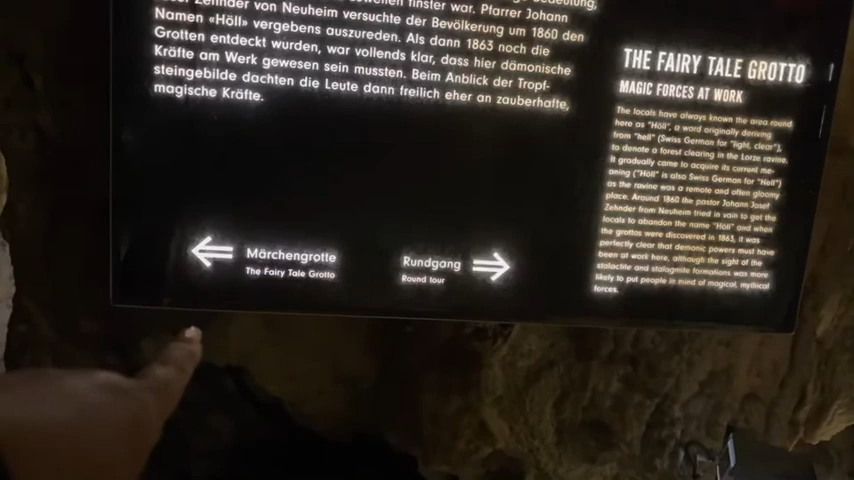 finster war. Pfarrer Johann
Zehnder von Neuheim versuchte der Bevölkerung um 1860 den
Namen «Höll» vergebens auszureden. Als dann 1863 noch die
Grotten entdeckt wurden, war vollends klar, dass hier dämonische
Kräfte am Werk gewesen sein mussten. Beim Anblick der Tropf-
steingebilde dachten die Leute dann freilich eher an zauberhafte,
magische Kräfte.
Märchengrotte
The Fairy Tale Grotto
Rundgang
Round tour
THE FAIRY TALE GROTTO
MAGIC FORCES AT WORK
The locals have always known the area round
here as "Höll", a word originally deriving
from "hell" (Swiss German for "light, clear"),
to denote a forest clearing in the Lorze ravine.
It gradually came to acquire its current me-
aning ("Höll" is also Swiss German for "Hell")
as the ravine was a remote and often gloomy
place. Around 1860 the pastor Johann Josef
Zehnder from Neuheim tried in vain to get the
locals to abandon the name "Höll" and when
the grottos were discovered in 1863, it was
perfectly clear that demonic powers must have
been at work here, although the sight of the
stalactite and stalagmite formations was more
likely to put people in mind of magical, mythical
forces.